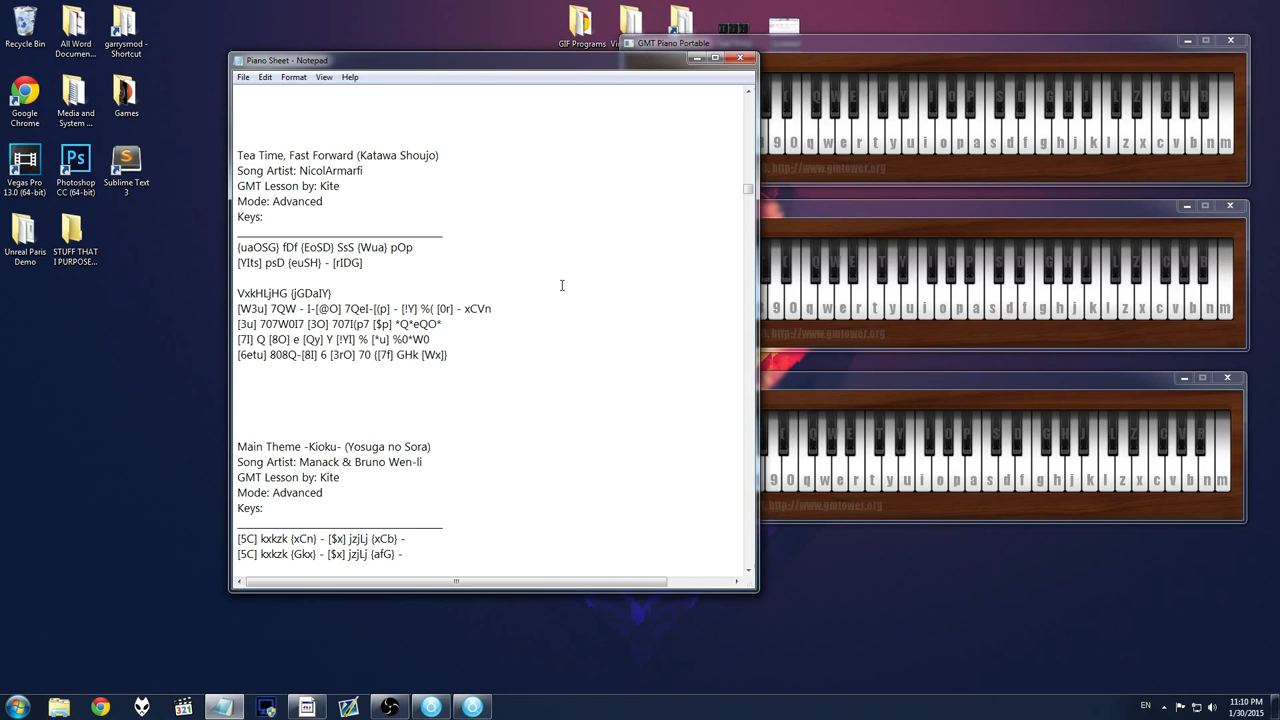 Recycle Bin
All Word Documen...
garrysmod - Shortcut
Google Chrome
Media and System ...
Games
Vegas Pro 13.0 (64-bit)
Photoshop CC (64-bit)
Sublime Text 3
Unreal Paris Demo
STUFF THAT I PURPOSE...
GIF Programs
GMT Piano Portable
Piano Sheet - Notepad
File Edit Format View Help
Tea Time, Fast Forward (Katawa Shoujo)
Song Artist: NicolArmarfi
GMT Lesson by: Kite
Mode: Advanced
Keys:
{uaOSG} fDf {EoSD} SsS {Wua} pOp
[YIts] psD {euSH} - [rIDG]
VxkHLjHG {jGDaIY}
[W3u] 7QW - I-[@O] 7QeI-[(p] - [!Y] %( [0r] - xCVn
[3u] 707W0I7 [3O] 707I(p7 [$p] *Q*eQO*
[7I] Q [8O] e [Qy] Y [!YI] % [*u] %0*W0
[6etu] 808Q-[8I] 6 [3rO] 70 {[7f] GHk [Wx]}
Main Theme -Kioku- (Yosuga no Sora)
Song Artist: Manack & Bruno Wen-li
GMT Lesson by: Kite
Mode: Advanced
Keys:
[5C] kxkzk {xCn} - [$x] jzjLj {xCb} -
[5C] kxkzk {Gkx} - [$x] jzjLj {afG} -
Q W E T Y I O P S D G H J L Z C V B
9 0 q w e r t y u i o p a s d f g h j k l z x c v b n m
http://www.gmtower.org
Q W E T Y I O P S D G H J L Z C V B
9 0 q w e r t y u i o p a s d f g h j k l z x c v b n m
http://www.gmtower.org
Q W E T Y I O P S D G H J L Z C V B
9 0 q w e r t y u i o p a s d f g h j k l z x c v b n m
http://www.gmtower.org
321
EN
11:10 PM
1/30/2015